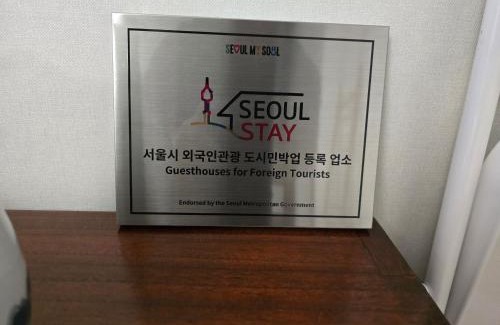 SEOUL MY SOUL
SEOUL
STAY
서울시 외국인관광 도시민박업 등록 업소
Guesthouses for Foreign Tourists
Endorsed by the Seoul Metropolitan Government